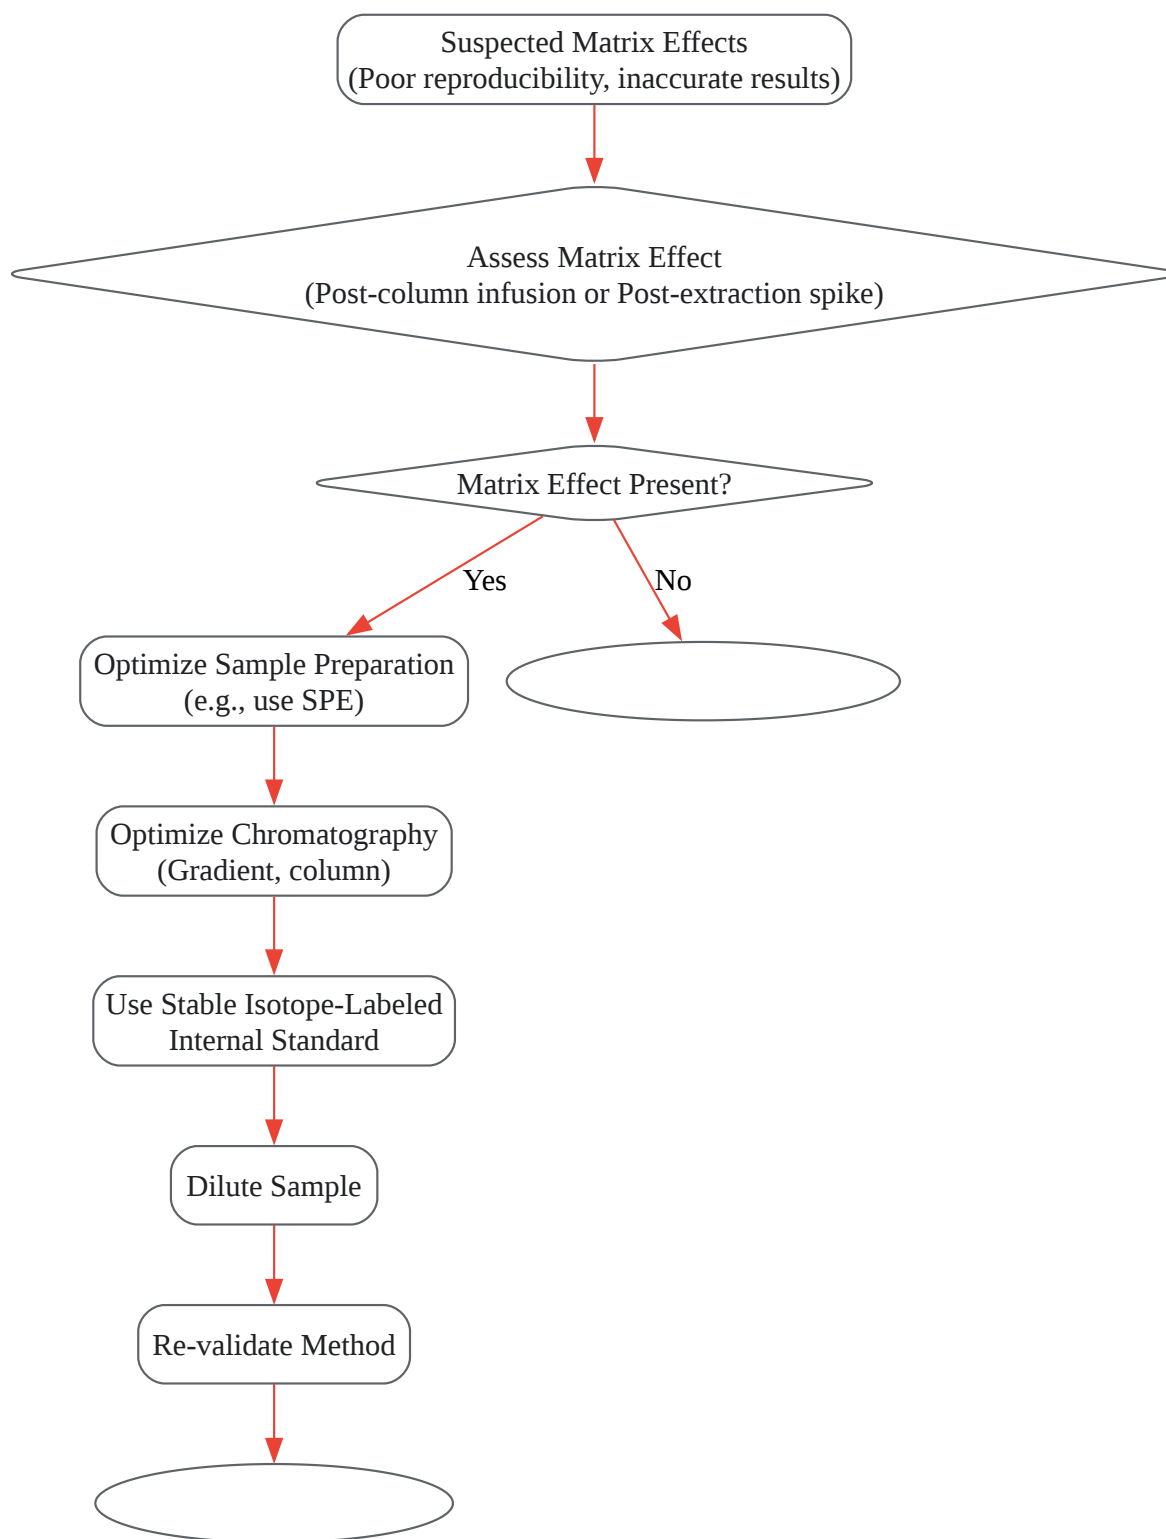 Suspected Matrix Effects
(Poor reproducibility, inaccurate results)
Assess Matrix Effect
(Post-column infusion or Post-extraction spike)
Matrix Effect Present?
Yes
No
Optimize Sample Preparation
(e.g., use SPE)
Optimize Chromatography
(Gradient, column)
Use Stable Isotope-Labeled
Internal Standard
Dilute Sample
Re-validate Method